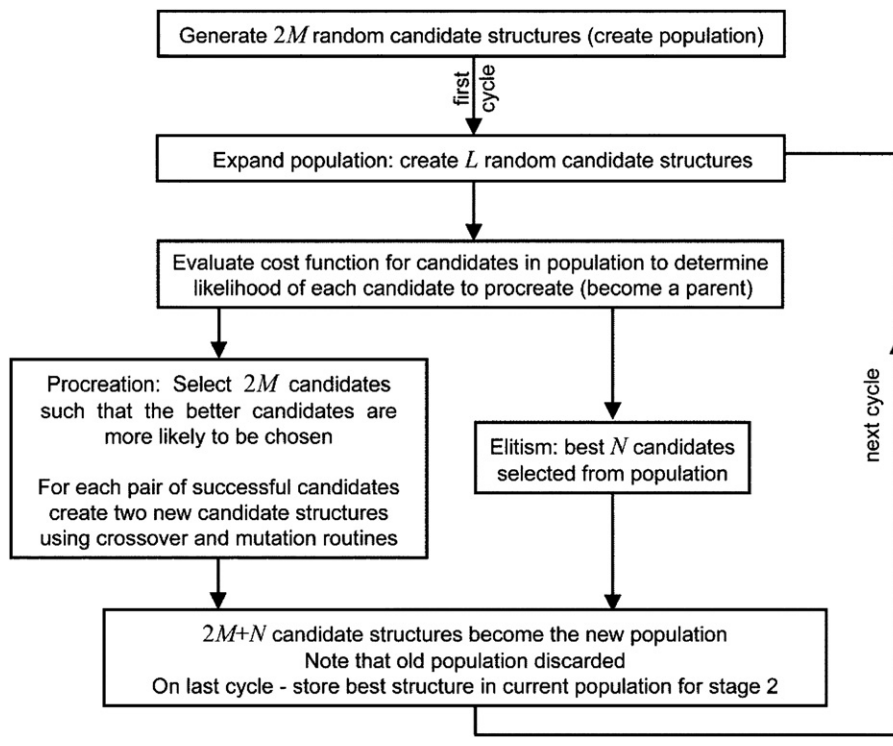 Generate 2M random candidate structures (create population)
first
cycle
Expand population: create L random candidate structures
Evaluate cost function for candidates in population to determine
likelihood of each candidate to procreate (become a parent)
Procreation: Select 2M candidates
such that the better candidates are
more likely to be chosen
For each pair of successful candidates
create two new candidate structures
using crossover and mutation routines
Elitism: best N candidates
selected from population
next cycle
2M+N candidate structures become the new population
Note that old population discarded
On last cycle - store best structure in current population for stage 2